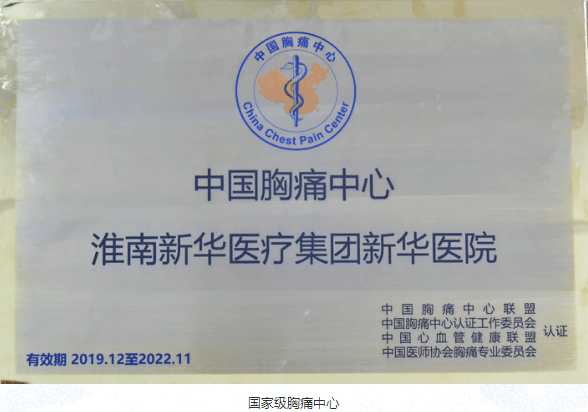 中国胸痛中心
China Chest Pain Center
中国胸痛中心
淮南新华医疗集团新华医院
中国胸痛中心联盟
中国胸痛中心认证工作委员会
中国心血管健康联盟
中国医师协会胸痛专业委员会
认证
有效期 2019.12至2022.11
国家级胸痛中心